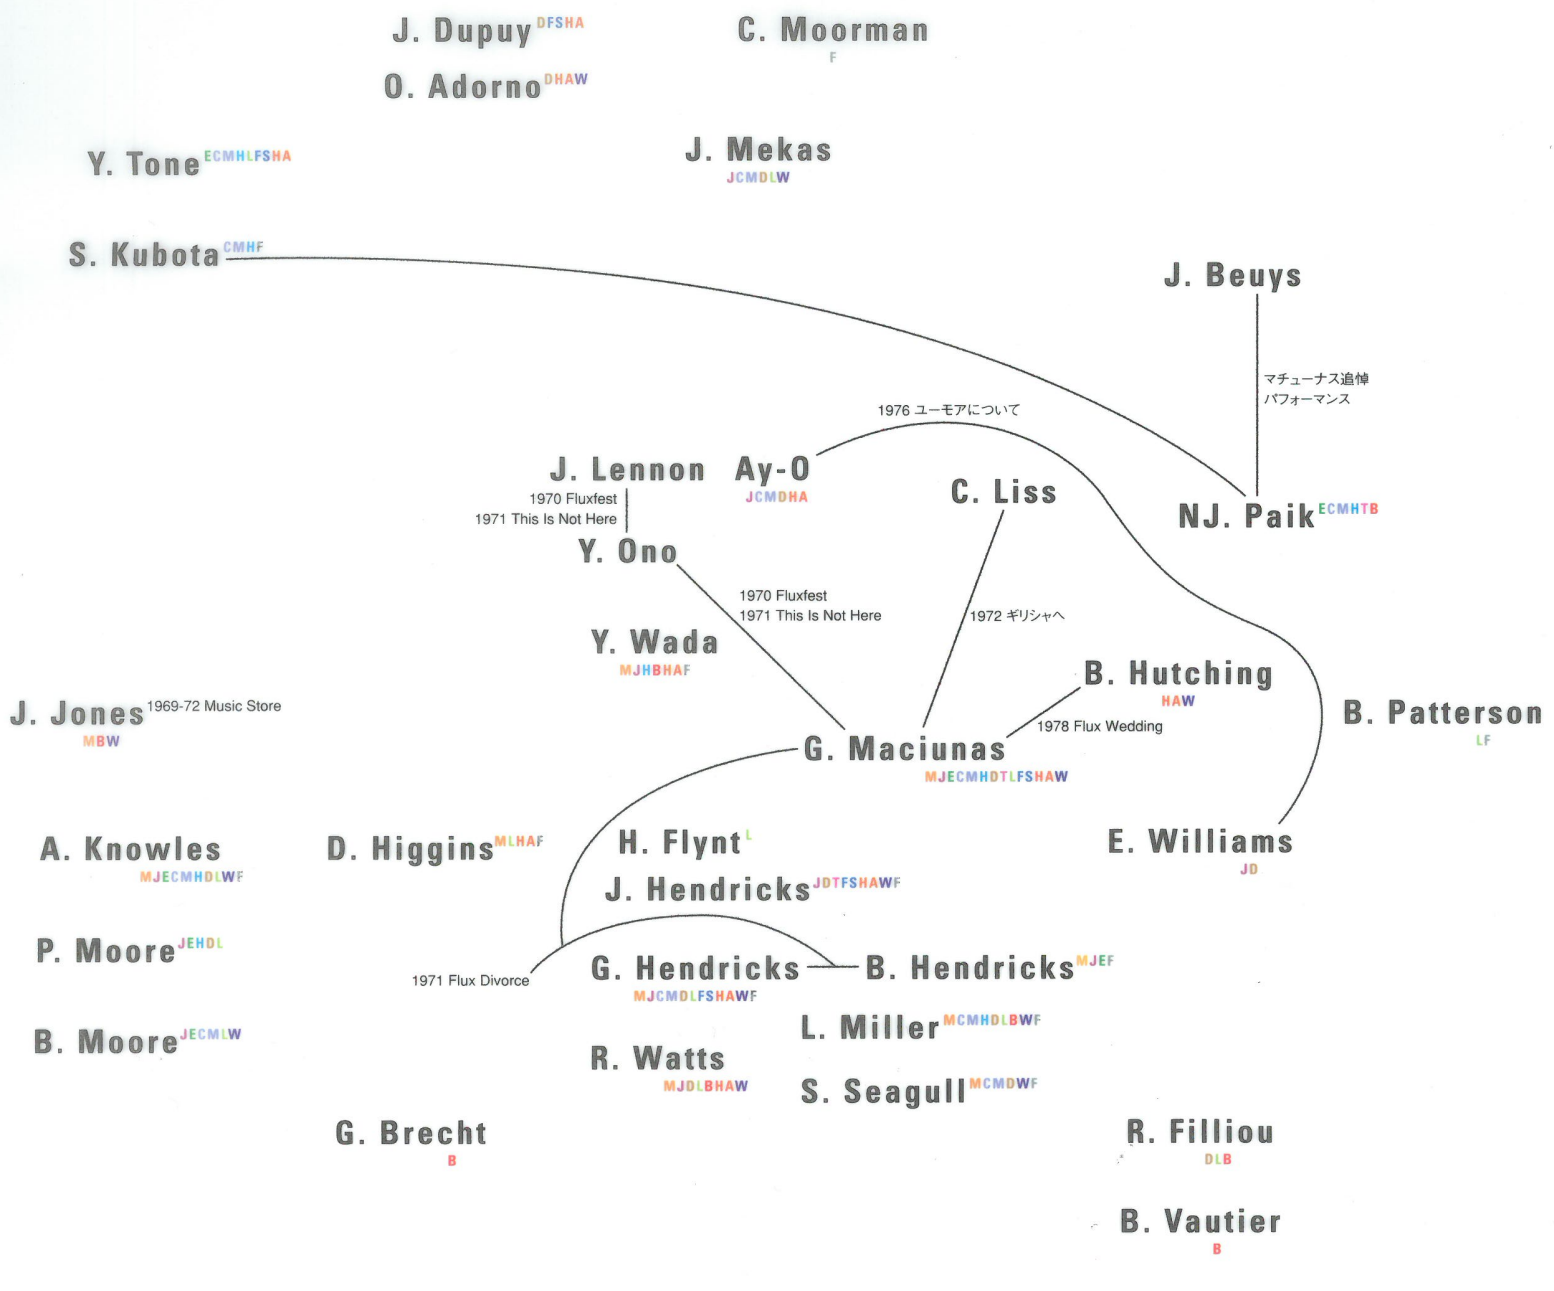 J. Dupuy DFSHA
C. Moorman
F
O. Adorno DHAW
Y. Tone ECMHLFSHA
J. Mekas
JCMDLW
S. Kubota CMHF
J. Beuys
マチューナス追悼
パフォーマンス
1976 ユーモアについて
J. Lennon
Ay-O
JCMDHA
1970 Fluxfest
1971 This Is Not Here
C. Liss
NJ. Paik ECMHTB
Y. Ono
1970 Fluxfest
1971 This Is Not Here
1972 ギリシャへ
Y. Wada
MJHBHAF
B. Hutching
HAW
J. Jones 1969-72 Music Store
MBW
B. Patterson
LF
1978 Flux Wedding
G. Maciunas
MJECMHDTLFSHAW
A. Knowles
MJECMHDLWF
D. Higgins MLHAF
H. Flynt L
E. Williams
JD
J. Hendricks JDTFSHAWF
P. Moore JEHDL
1971 Flux Divorce
G. Hendricks
MJCMDLFSHAWF
B. Hendricks MJEF
B. Moore JECMLW
L. Miller MCMHDLBWF
R. Watts
MJDLBHAW
S. Seagull MCMDWF
G. Brecht
B
R. Filliou
DLB
B. Vautier
B